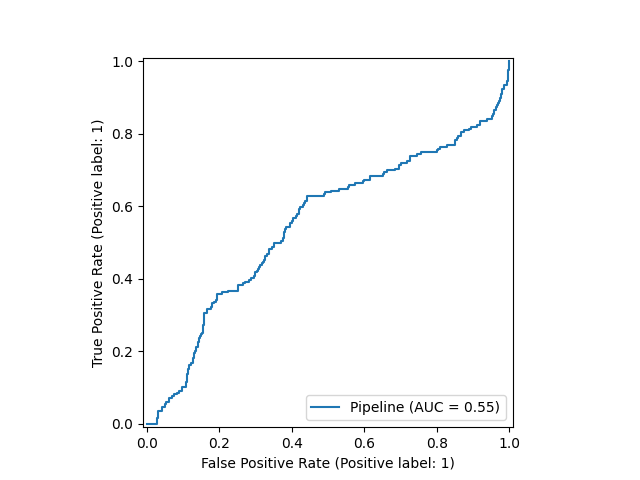 1.0
0.8
0.6
0.4
0.2
0.0
True Positive Rate (Positive label: 1)
Pipeline (AUC = 0.55)
0.0 0.2 0.4 0.6 0.8 1.0
False Positive Rate (Positive label: 1)